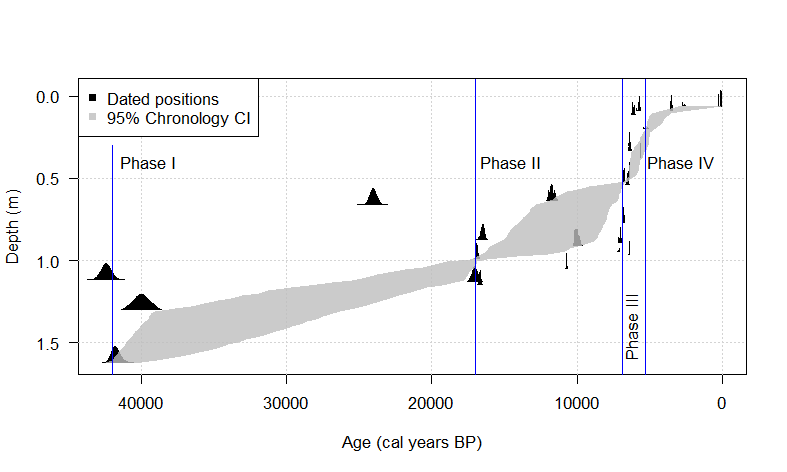 Dated positions
95% Chronology CI
Phase I
Phase II
Phase IV
Phase III
0.0
0.5
1.0
1.5
Depth (m)
40000
30000
20000
10000
0
Age (cal years BP)